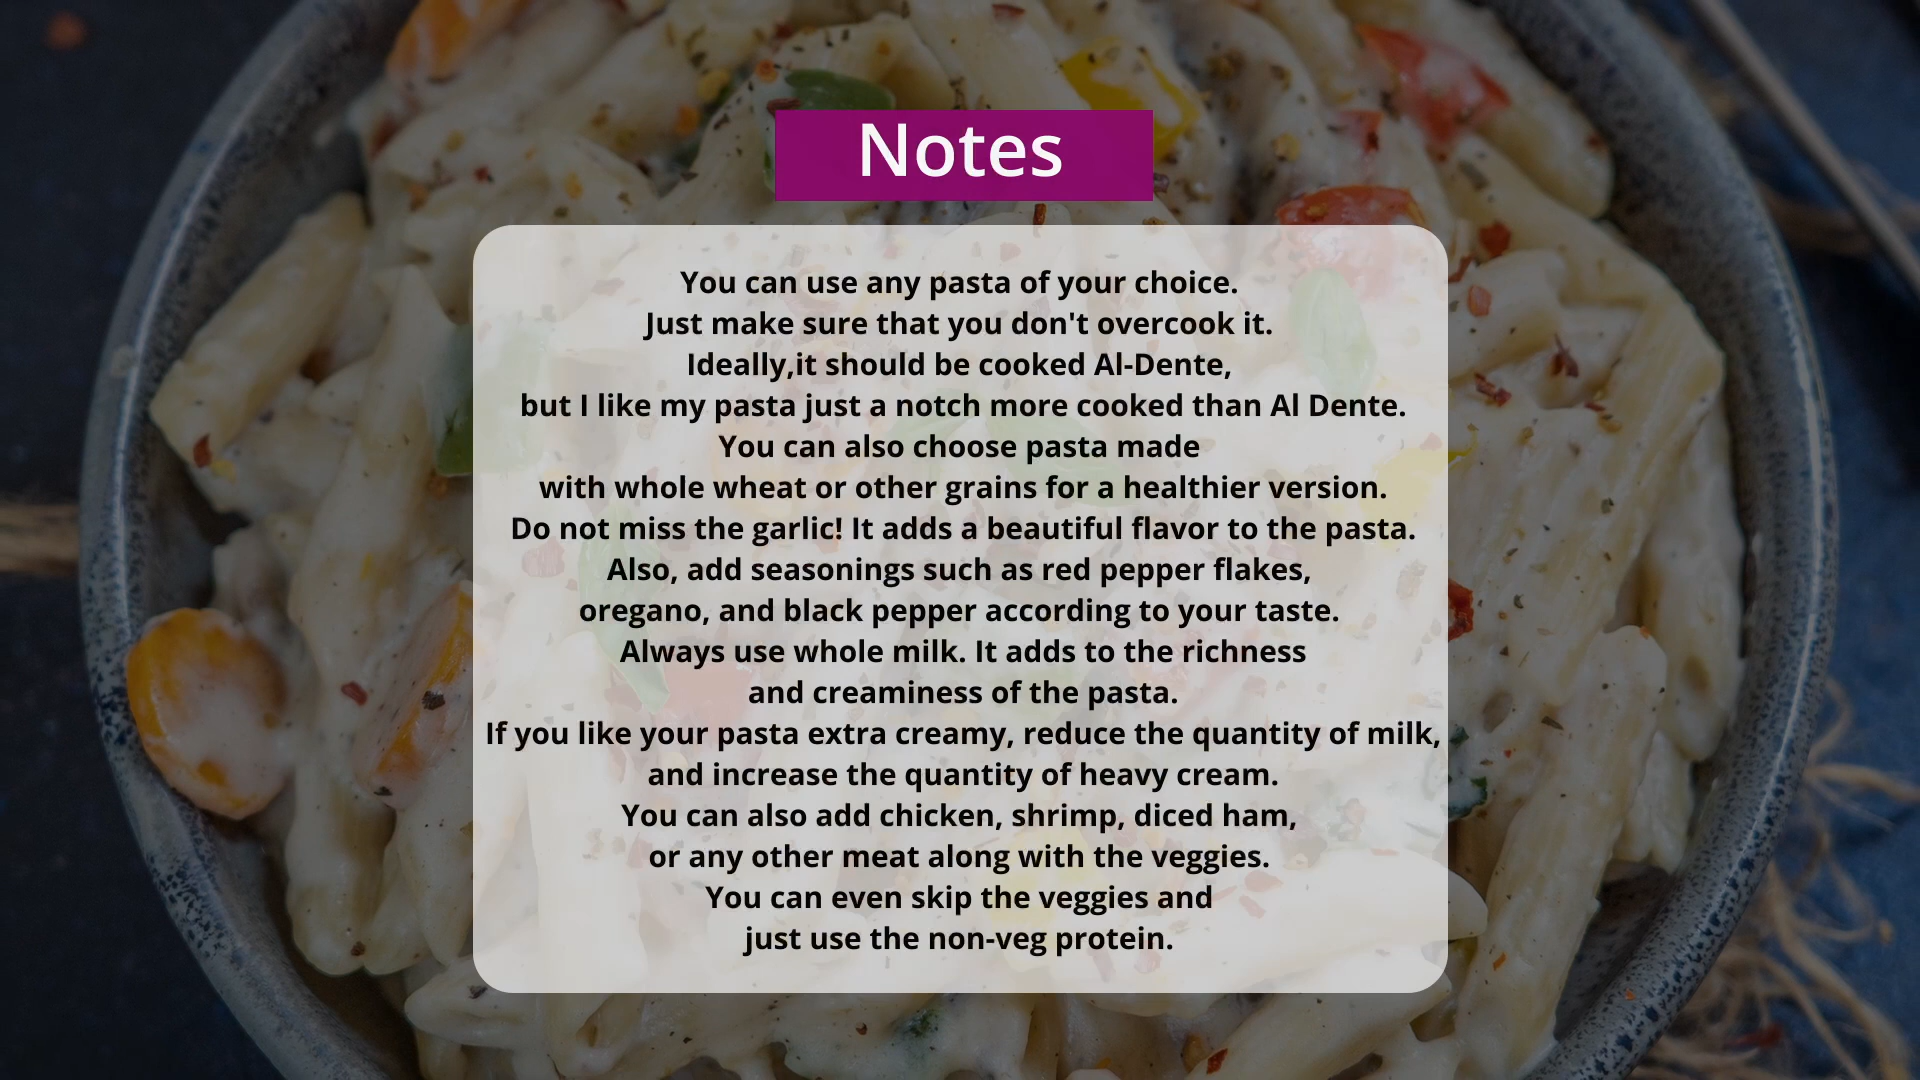 Notes
You can use any pasta of your choice.
Just make sure that you don't overcook it.
Ideally,it should be cooked Al-Dente,
but I like my pasta just a notch more cooked than Al Dente.
You can also choose pasta made
with whole wheat or other grains for a healthier version.
Do not miss the garlic! It adds a beautiful flavor to the pasta.
Also, add seasonings such as red pepper flakes,
oregano, and black pepper according to your taste.
Always use whole milk. It adds to the richness
and creaminess of the pasta.
If you like your pasta extra creamy, reduce the quantity of milk,
and increase the quantity of heavy cream.
You can also add chicken, shrimp, diced ham,
or any other meat along with the veggies.
You can even skip the veggies and
just use the non-veg protein.